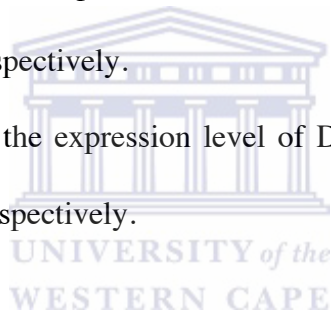 spectively.
the expression level of D
spectively.
UNIVERSITY of the
WESTERN CAPE